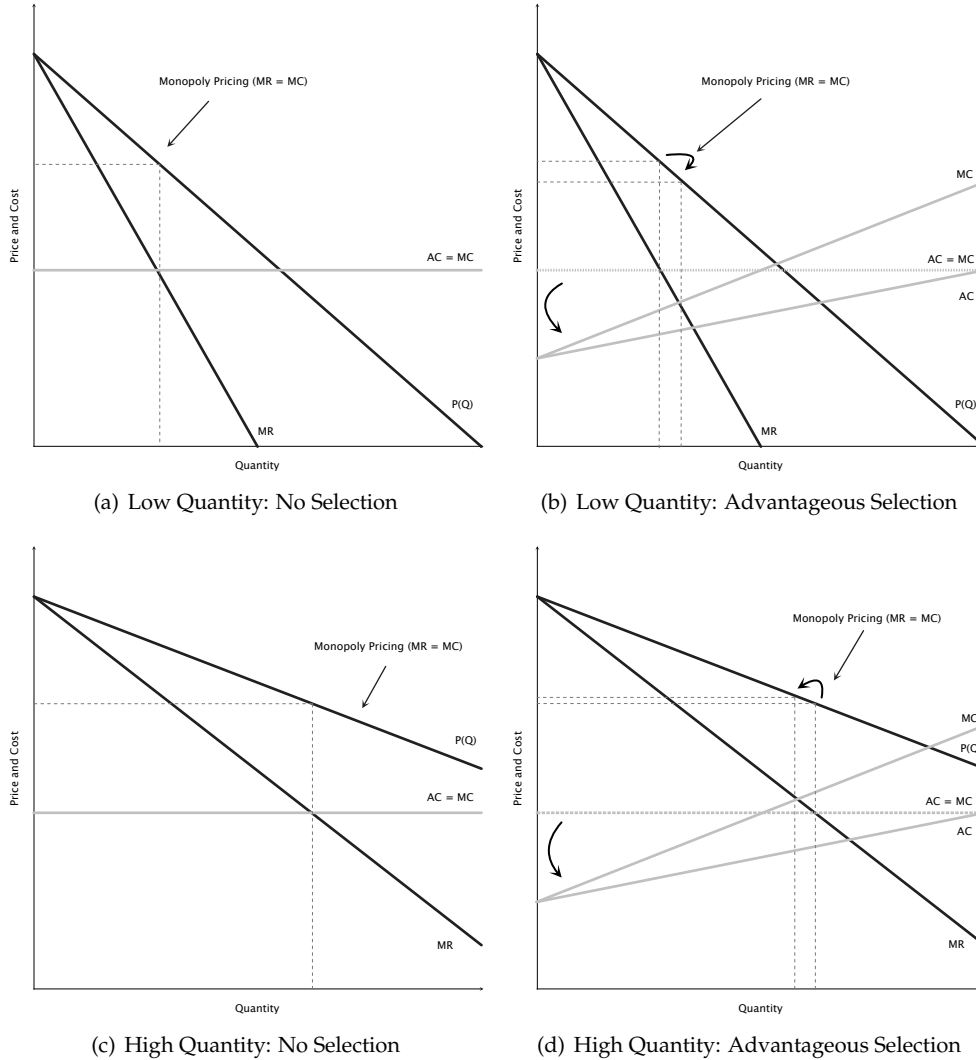 Monopoly Pricing (MR = MC)
Price and Cost
AC = MC
P(Q)
MR
Quantity
(a) Low Quantity: No Selection
Monopoly Pricing (MR = MC)
MC
Price and Cost
AC = MC
AC
P(Q)
MR
Quantity
(b) Low Quantity: Advantageous Selection
Monopoly Pricing (MR = MC)
P(Q)
Price and Cost
AC = MC
MR
Quantity
(c) High Quantity: No Selection
Monopoly Pricing (MR = MC)
MC
P(Q
Price and Cost
AC = MC
AC
MR
Quantity
(d) High Quantity: Advantageous Selection